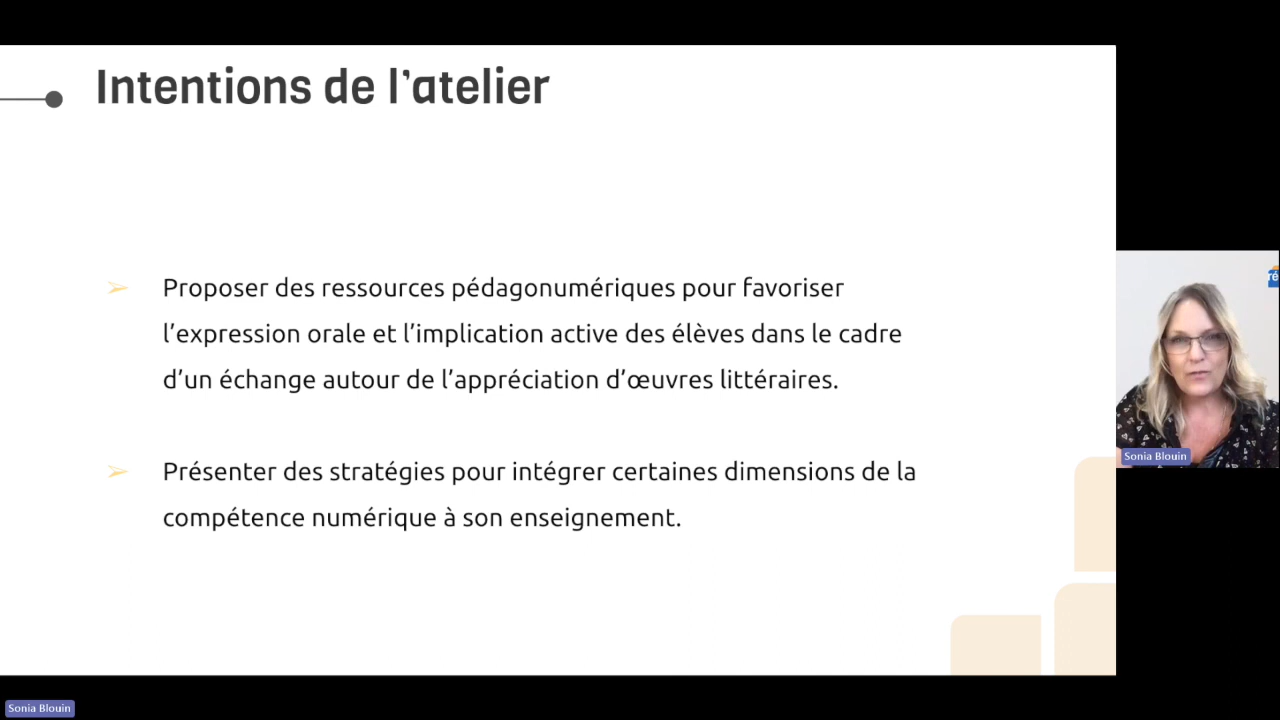 Intentions de l’atelier
➢ Proposer des ressources pédagonumériques pour favoriser
l’expression orale et l’implication active des élèves dans le cadre
d’un échange autour de l’appréciation d’œuvres littéraires.
➢ Présenter des stratégies pour intégrer certaines dimensions de la
compétence numérique à son enseignement.
Sonia Blouin
Sonia Blouin